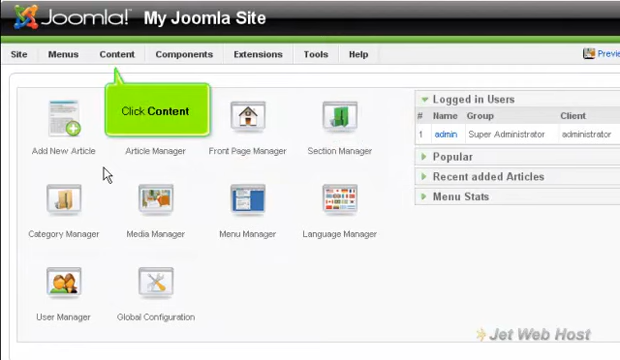 Joomla! My Joomla Site
Site Menus Content Components Extensions Tools Help
Click Content
Add New Article Article Manager Front Page Manager Section Manager
Category Manager Media Manager Menu Manager Language Manager
User Manager Global Configuration
Logged in Users
# Name Group Client
1 admin Super Administrator administrator
Popular
Recent added Articles
Menu Stats
Jet Web Host